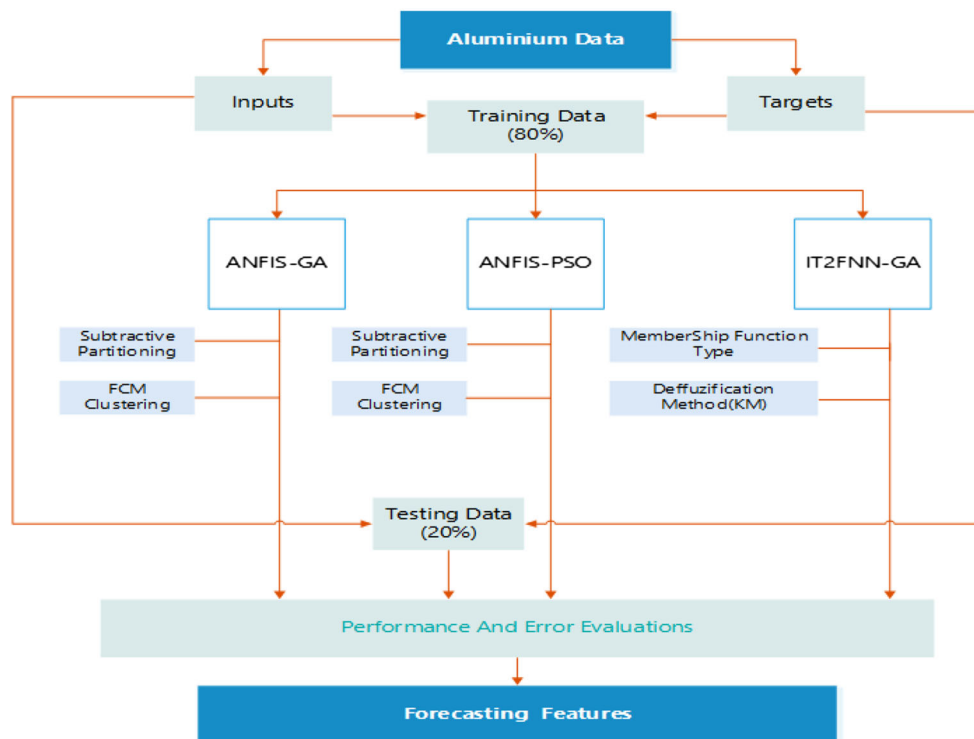 Aluminium Data
Inputs
Targets
Training Data
(80%)
ANFIS-GA
ANFIS-PSO
IT2FNN-GA
Subtractive
Partitioning
FCM
Clustering
Subtractive
Partitioning
FCM
Clustering
MemberShip Function
Type
Deffuzification
Method(KM)
Testing Data
(20%)
Performance And Error Evaluations
Forecasting Features